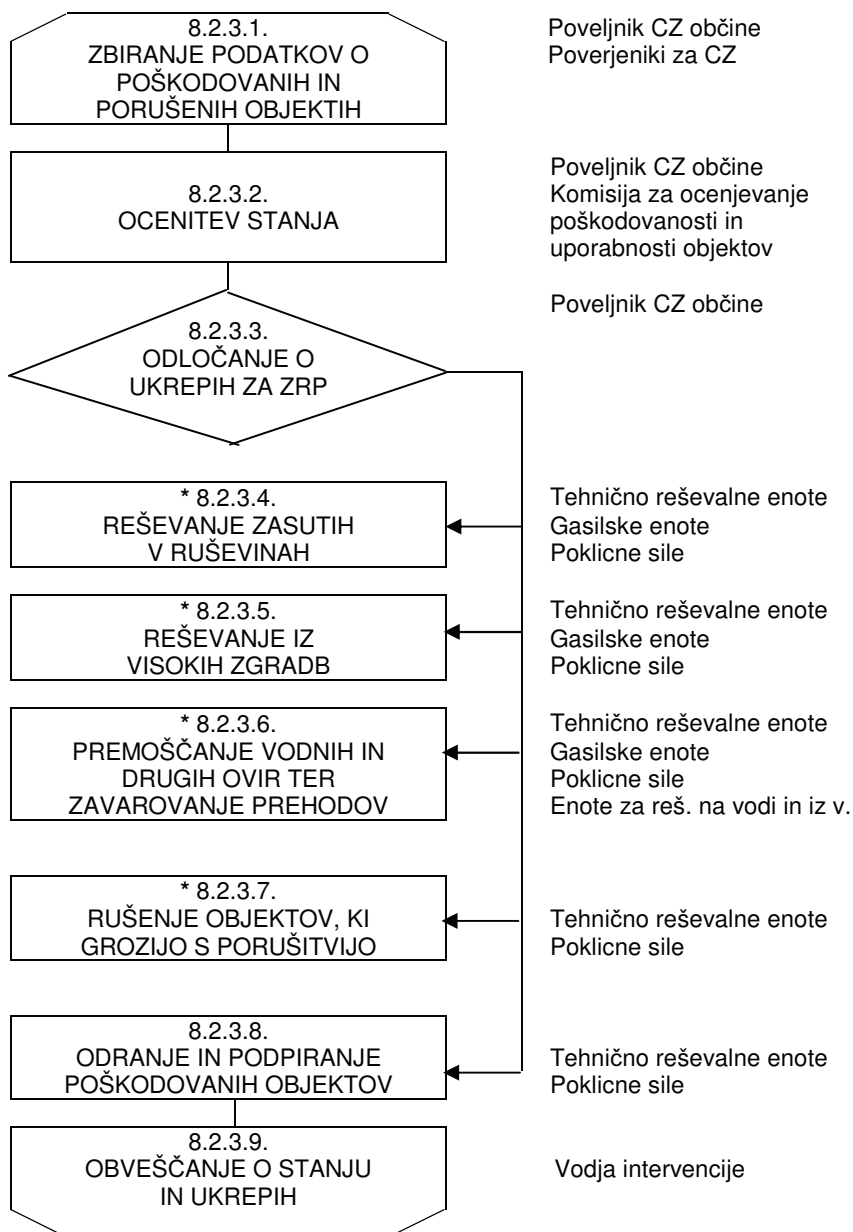 8.2.3.1.
ZBIRANJE PODATKOV O
POŠKODOVANIH IN
PORUŠENIH OBJEKTIH
Poveljnik CZ občine
Poverjeniki za CZ
8.2.3.2.
OCENITEV STANJA
Poveljnik CZ občine
Komisija za ocenjevanje
poškodovanosti in
uporabnosti objektov
8.2.3.3.
ODLOČANJE O
UKREPIH ZA ZRP
Poveljnik CZ občine
* 8.2.3.4.
REŠEVANJE ZASUTIH
V RUŠEVINAH
Tehnično reševalne enote
Gasilske enote
Poklicne sile
* 8.2.3.5.
REŠEVANJE IZ
VISOKIH ZGRADB
Tehnično reševalne enote
Gasilske enote
Poklicne sile
* 8.2.3.6.
PREMOŠČANJE VODNIH IN
DRUGIH OVIR TER
ZAVAROVANJE PREHODOV
Tehnično reševalne enote
Gasilske enote
Poklicne sile
Enote za reš. na vodi in iz v.
* 8.2.3.7.
RUŠENJE OBJEKTOV, KI
GROZIJO S PORUŠITVIJO
Tehnično reševalne enote
Poklicne sile
8.2.3.8.
ODRANJE IN PODPIRANJE
POŠKODOVANIH OBJEKTOV
Tehnično reševalne enote
Poklicne sile
8.2.3.9.
OBVEŠČANJE O STANJU
IN UKREPIH
Vodja intervencije